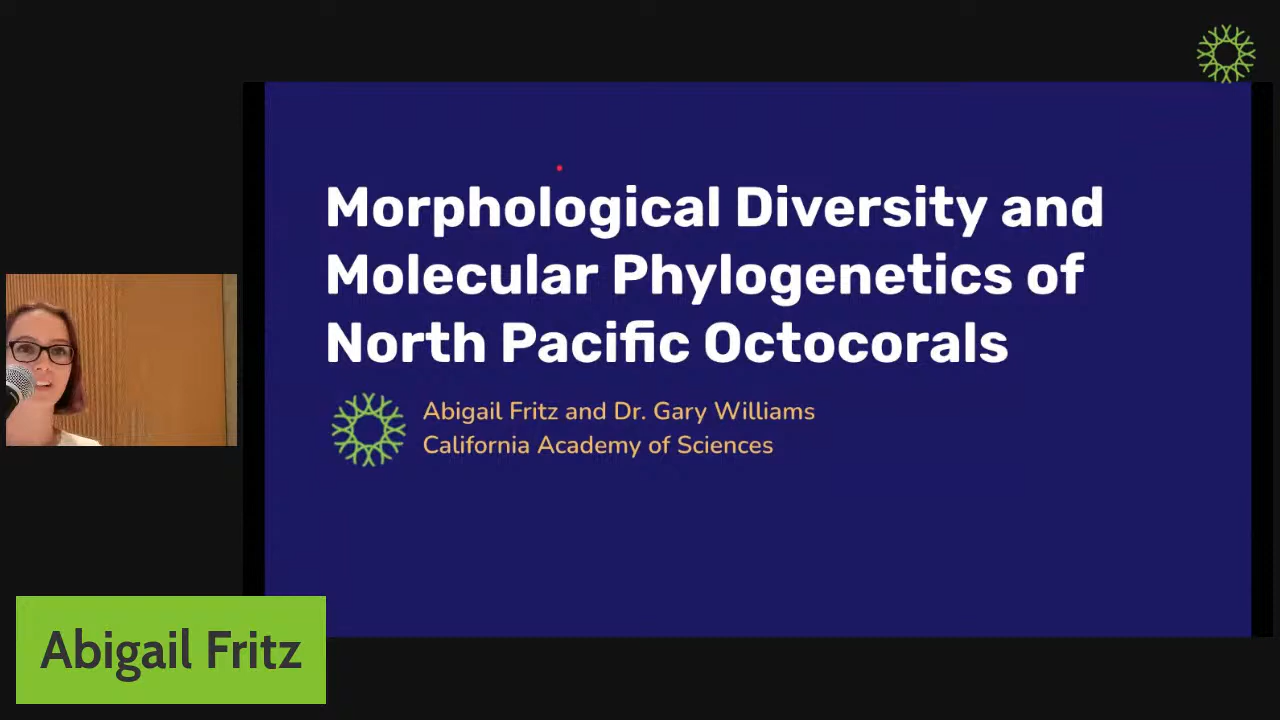 Morphological Diversity and
Molecular Phylogenetics of
North Pacific Octocorals
Abigail Fritz and Dr. Gary Williams
California Academy of Sciences
Abigail Fritz